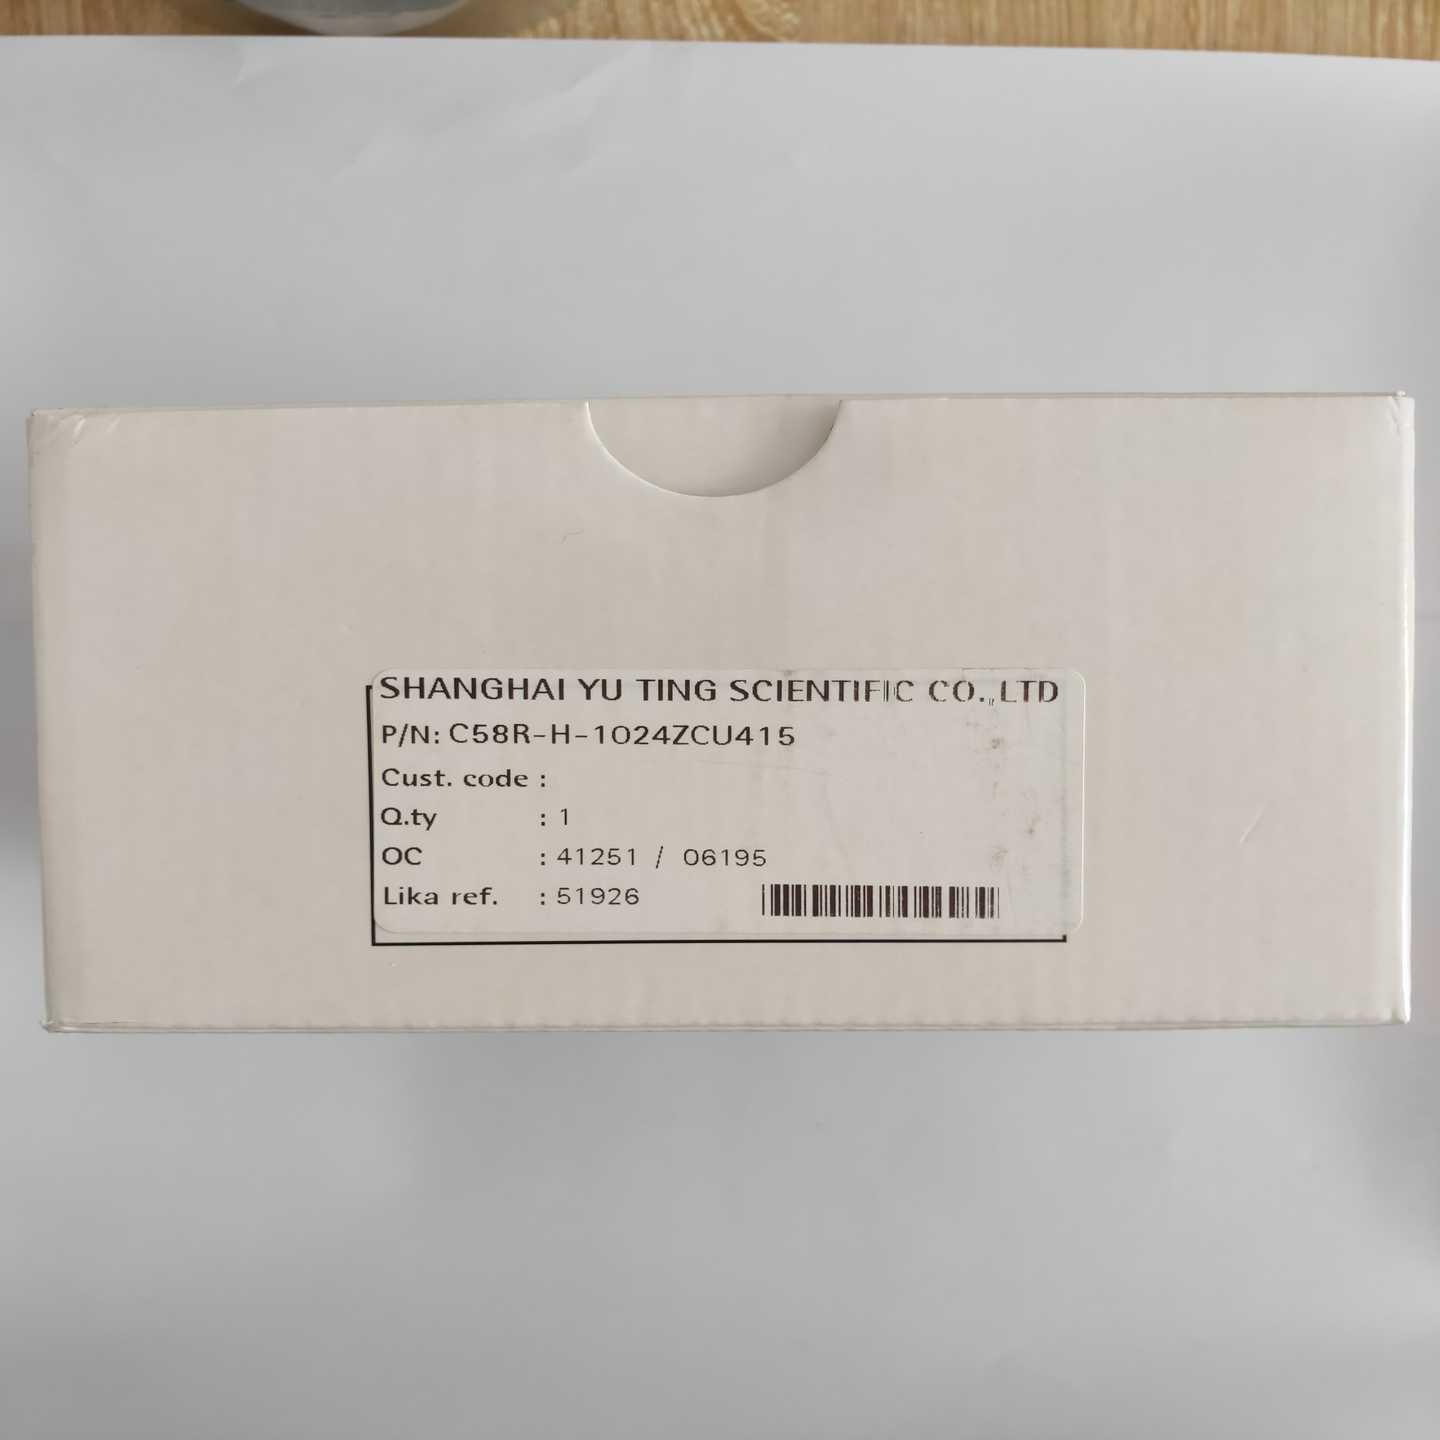 SHANGHAI YU TING SCIENTIFIC CO.,LTD
P/N: C58R-H-1024ZCU415
Cust. code :
Q.ty : 1
OC : 41251 / 06195
Lika ref. : 51926